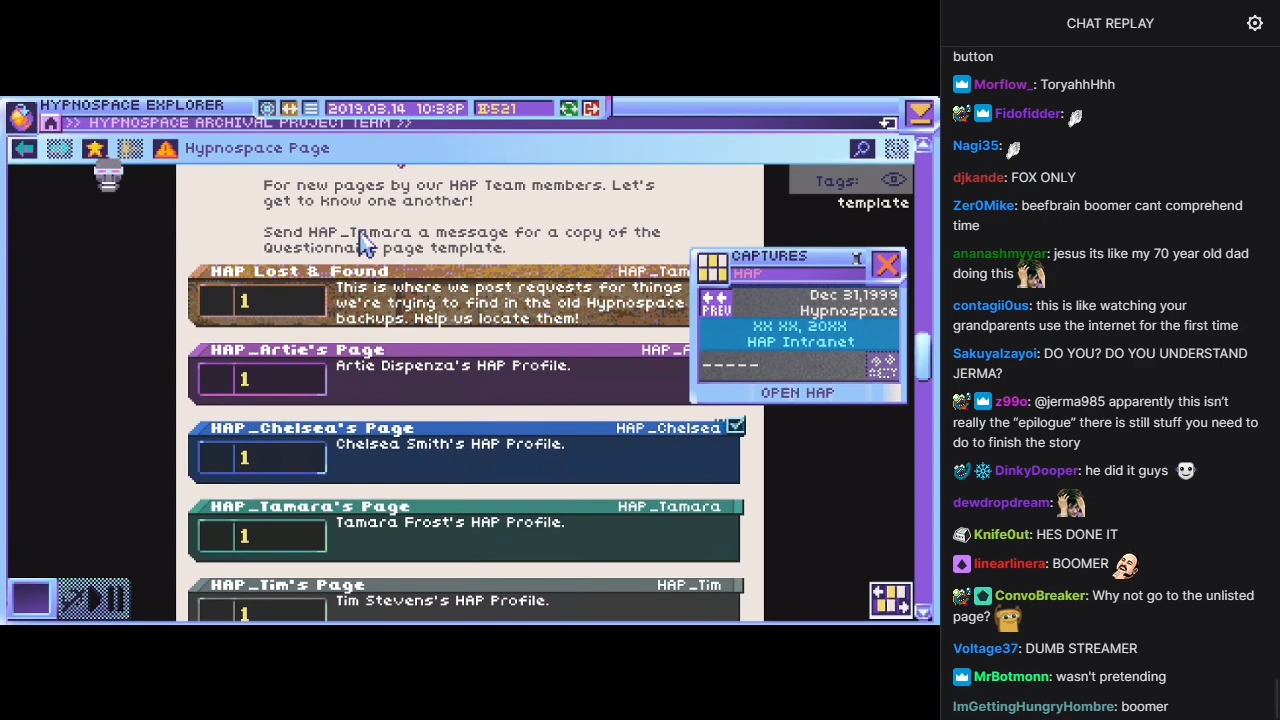 HYPNOSPACE EXPLORER
2019.03.14 10:38P
521
>> HYPNOSPACE ARCHIVAL PROJECT TEAM >>
Hypnospace Page
Tags:
template
For new pages by our HAP Team members. Let's
get to know one another!
Send HAP_Tamara a message for a copy of the
Questionnaire page template.
HAP Lost & Found
HAP_Tam
1
This is where we post requests for things
we're trying to find in the old Hypnospace
backups. Help us locate them!
HAP_Artie's Page
HAP_A
1
Artie Dispenza's HAP Profile.
HAP_Chelsea's Page
HAP_Chelsea
1
Chelsea Smith's HAP Profile.
HAP_Tamara's Page
HAP_Tamara
1
Tamara Frost's HAP Profile.
HAP_Tim's Page
HAP_Tim
1
Tim Stevens's HAP Profile.
CAPTURES
HAP
PREV
Dec 31,1999
Hypnospace
XX XX, 20XX
HAP Intranet
-----
OPEN HAP
CHAT REPLAY
button
Morflow_: ToryahHhh
Fidofidder:
Nagi35:
djkande: FOX ONLY
Zer0Mike: beefbrain boomer cant comprehend
time
ananashmyyar: jesus its like my 70 year old dad
doing this
contagii0us: this is like watching your
grandparents use the internet for the first time
SakuyaIzayoi: DO YOU? DO YOU UNDERSTAND
JERMA?
z99o: @jerma985 apparently this isn't
really the “epilogue” there is still stuff you need to
do to finish the story
DinkyDooper: he did it guys
dewdropdream:
Knife0ut: HES DONE IT
linearlinera: BOOMER
ConvoBreaker: Why not go to the unlisted
page?
Voltage37: DUMB STREAMER
MrBotmonn: wasn't pretending
ImGettingHungryHombre: boomer